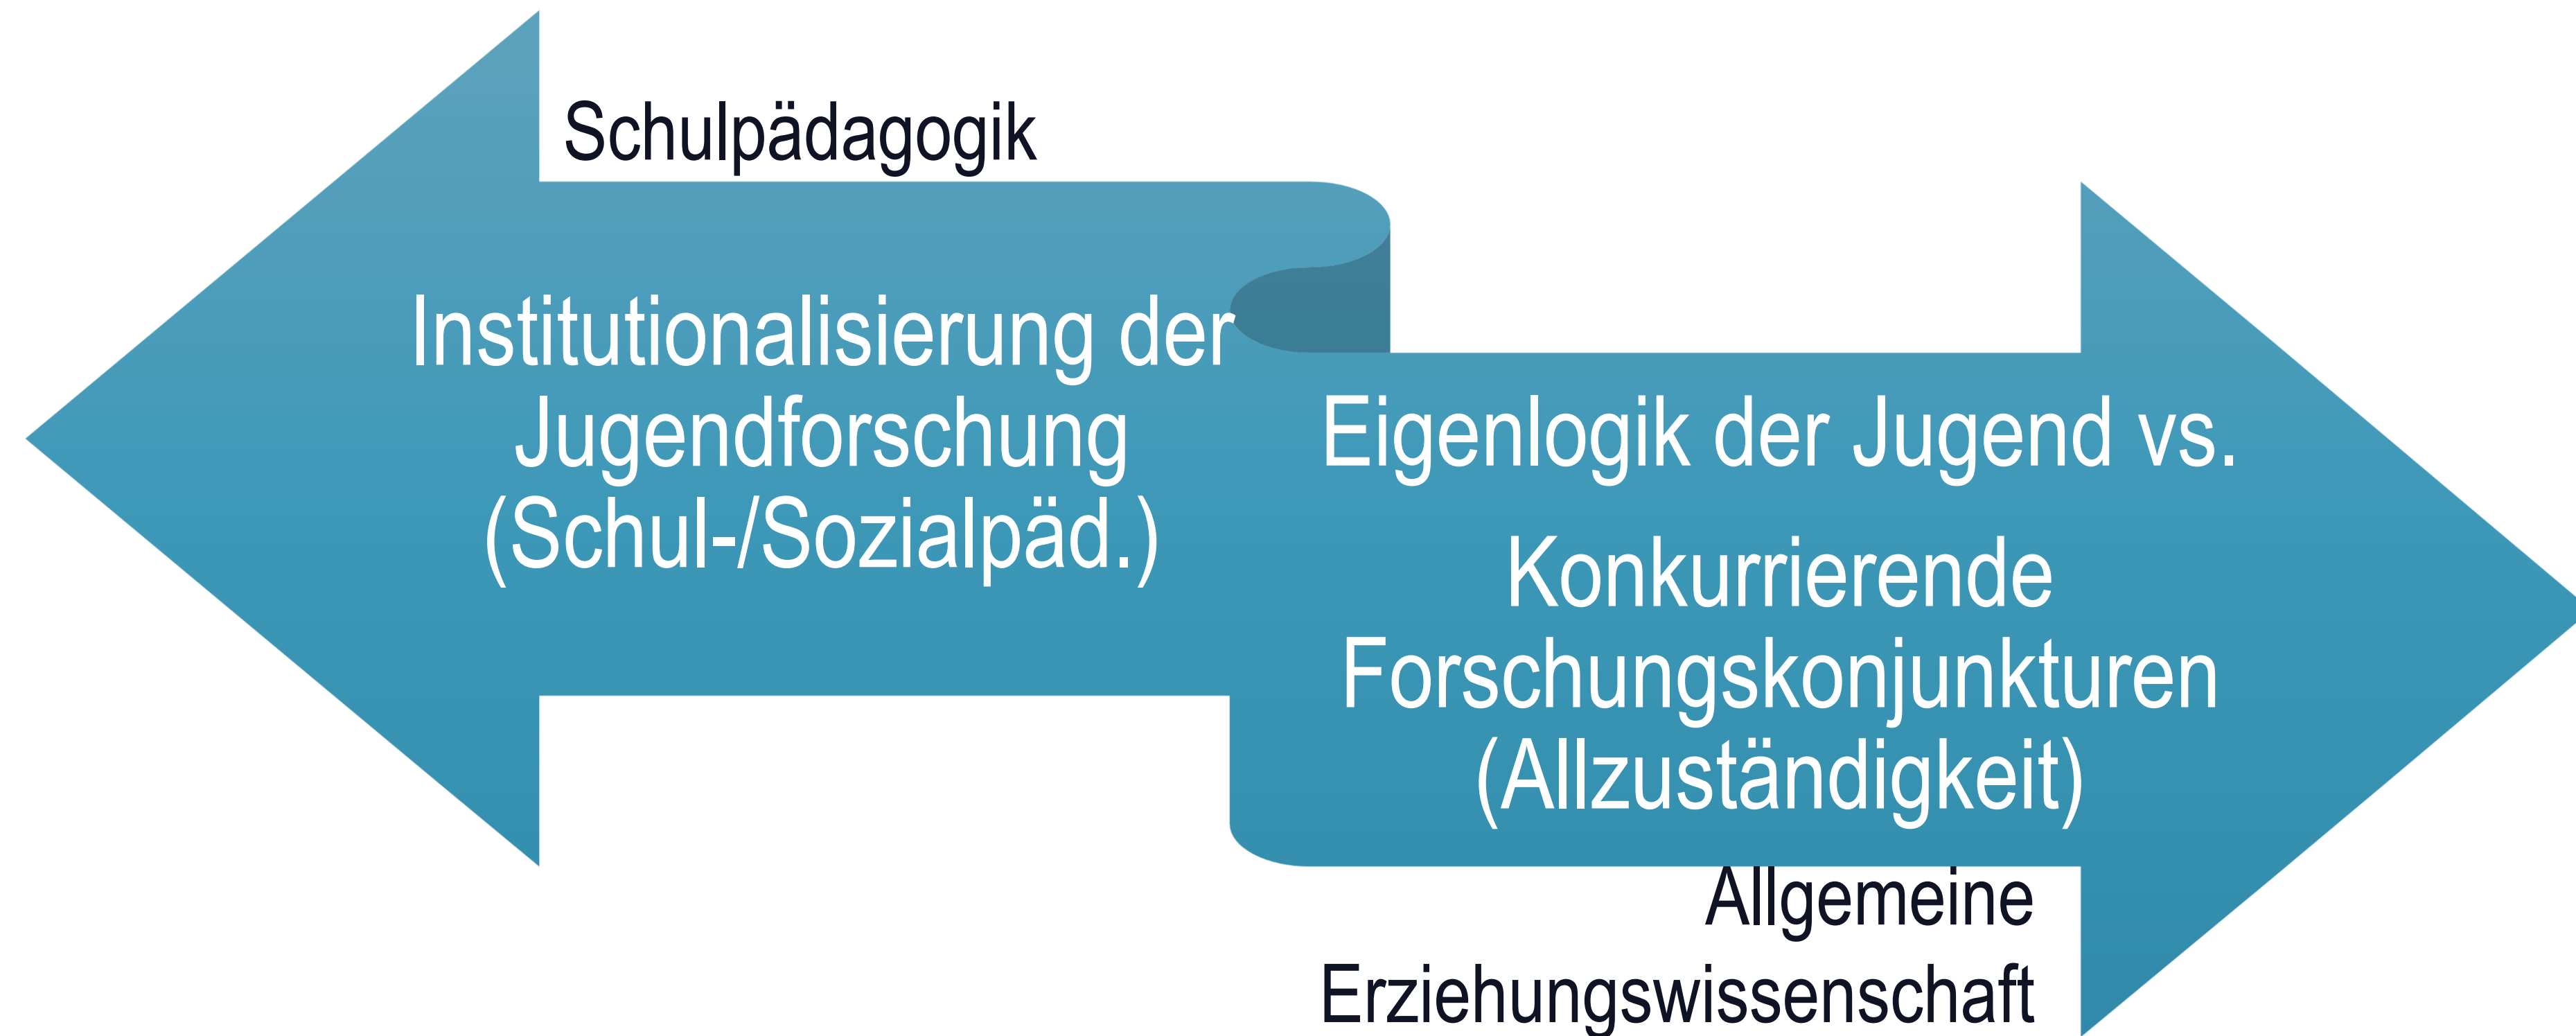 Schulpädagogik
Institutionalisierung der
Jugendforschung
(Schul-/Sozialpäd.)
Eigenlogik der Jugend vs.
Konkurrierende
Forschungskonjunkturen
(Allzuständigkeit)
Allgemeine
Erziehungswissenschaft